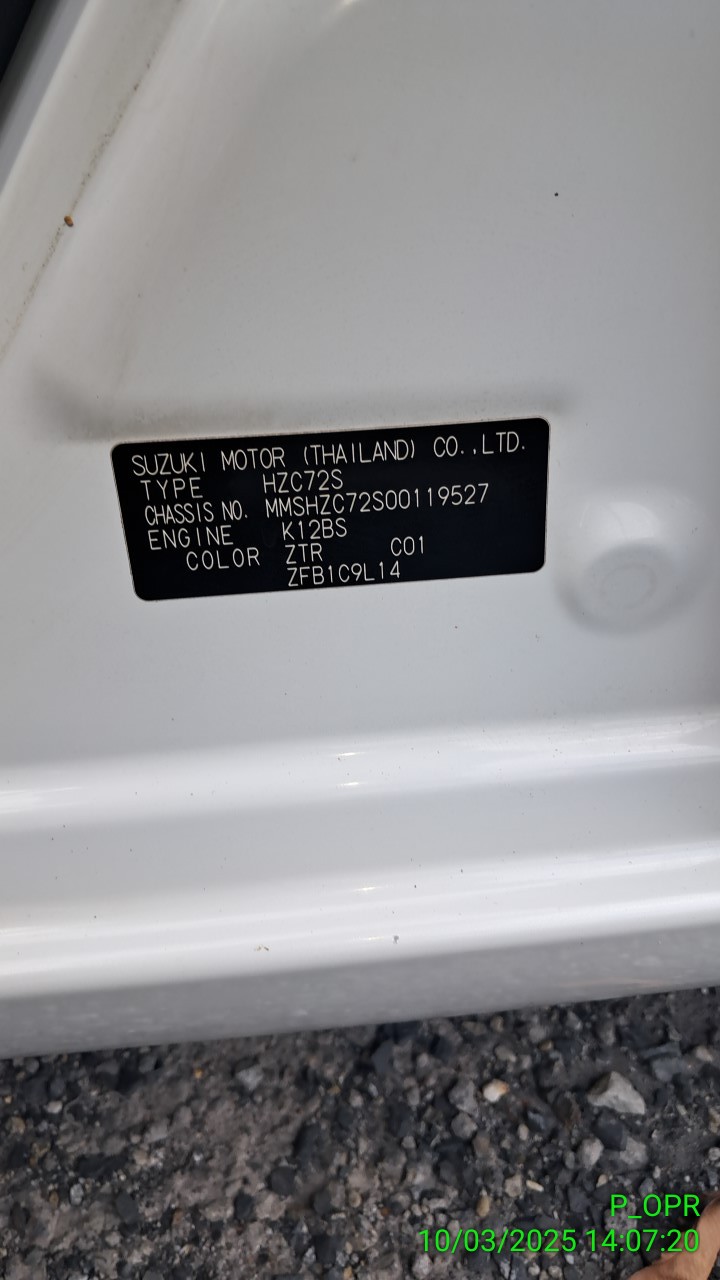 SUZUKI MOTOR (THAILAND) CO.,LTD.
TYPE HZC72S
CHASSIS NO. MMSHZC72S00119527
ENGINE K12BS
COLOR ZTR C01
ZFB1C9L14
P_OPR
10/03/2025 14:07:20